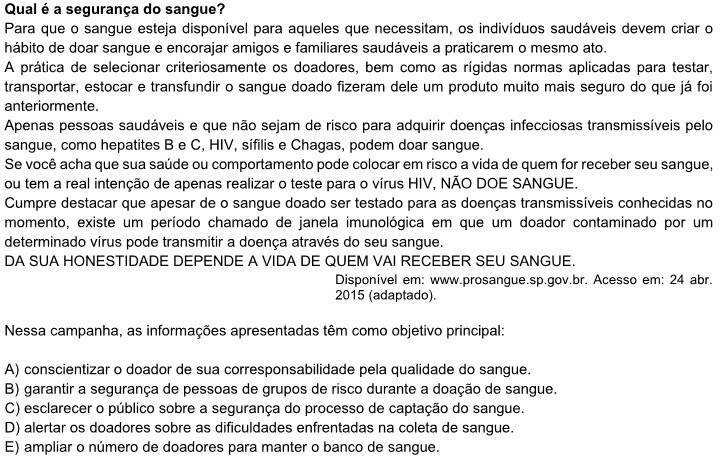 Qual é a segurança do sangue?
Para que o sangue esteja disponível para aqueles que necessitam, os indivíduos saudáveis devem criar o
hábito de doar sangue e encorajar amigos e familiares saudáveis a praticarem o mesmo ato.
A prática de selecionar criteriosamente os doadores, bem como as rígidas normas aplicadas para testar,
transportar, estocar e transfundir o sangue doado fizeram dele um produto muito mais seguro do que já foi
anteriormente.
Apenas pessoas saudáveis e que não sejam de risco para adquirir doenças infecciosas transmissíveis pelo
sangue, como hepatites B e C, HIV, sífilis e Chagas, podem doar sangue.
Se você acha que sua saúde ou comportamento pode colocar em risco a vida de quem for receber seu sangue,
ou tem a real intenção de apenas realizar o teste para o vírus HIV, NÃO DOE SANGUE.
Cumpre destacar que apesar de o sangue doado ser testado para as doenças transmissíveis conhecidas no
momento, existe um período chamado de janela imunológica em que um doador contaminado por um
determinado vírus pode transmitir a doença através do seu sangue.
DA SUA HONESTIDADE DEPENDE A VIDA DE QUEM VAI RECEBER SEU SANGUE.
Disponível em: www.prosangue.sp.gov.br. Acesso em: 24 abr.
2015 (adaptado).
Nessa campanha, as informações apresentadas têm como objetivo principal:
A) conscientizar o doador de sua corresponsabilidade pela qualidade do sangue.
B) garantir a segurança de pessoas de grupos de risco durante a doação de sangue.
C) esclarecer o público sobre a segurança do processo de captação do sangue.
D) alertar os doadores sobre as dificuldades enfrentadas na coleta de sangue.
E) ampliar o número de doadores para manter o banco de sangue.